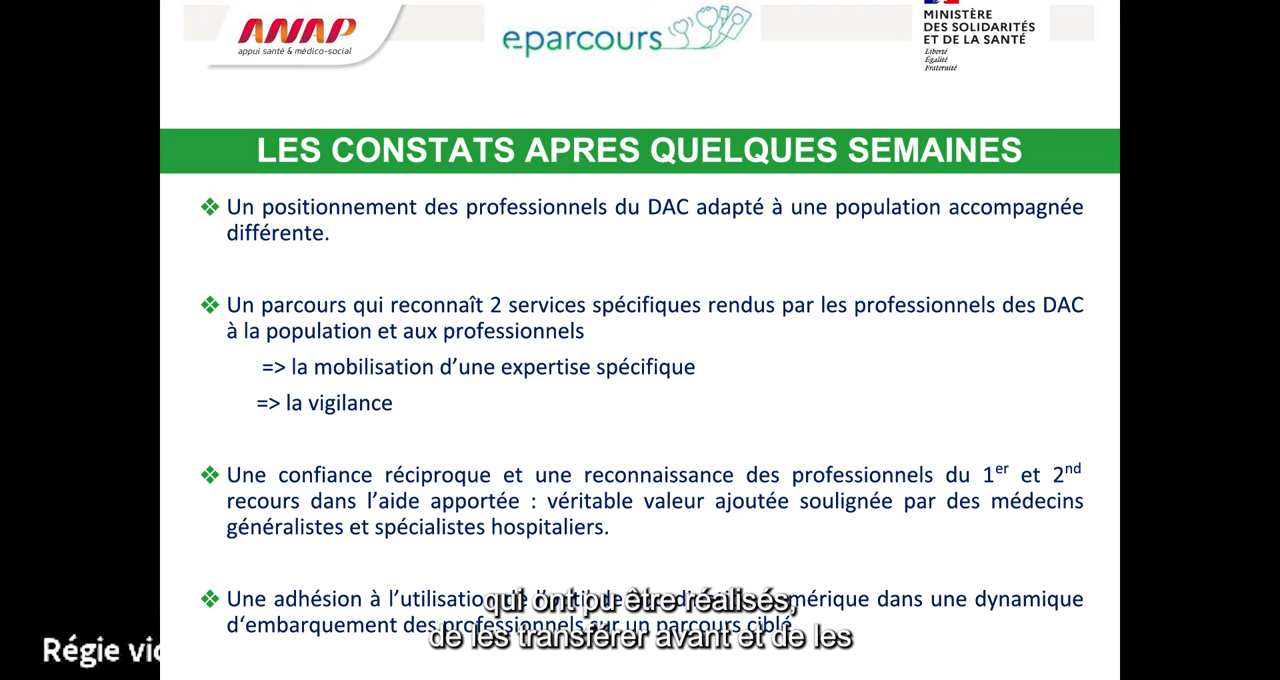 ANAP
appui santé & médico-social
e-parcours
MINISTÈRE
DES SOLIDARITÉS
ET DE LA SANTÉ
Liberté
Égalité
Fraternité
LES CONSTATS APRES QUELQUES SEMAINES
Un positionnement des professionnels du DAC adapté à une population accompagnée
différente.
Un parcours qui reconnaît 2 services spécifiques rendus par les professionnels des DAC
à la population et aux professionnels
=> la mobilisation d’une expertise spécifique
=> la vigilance
Une confiance réciproque et une reconnaissance des professionnels du 1er et 2nd
recours dans l’aide apportée : véritable valeur ajoutée soulignée par des médecins
généralistes et spécialistes hospitaliers.
Une adhésion à l’utilisation dans une dynamique
d‘embarquement des professionnels sur un parcours ciblé
qui ont pu être réalisés,
de les transférer avant et de les
Régie